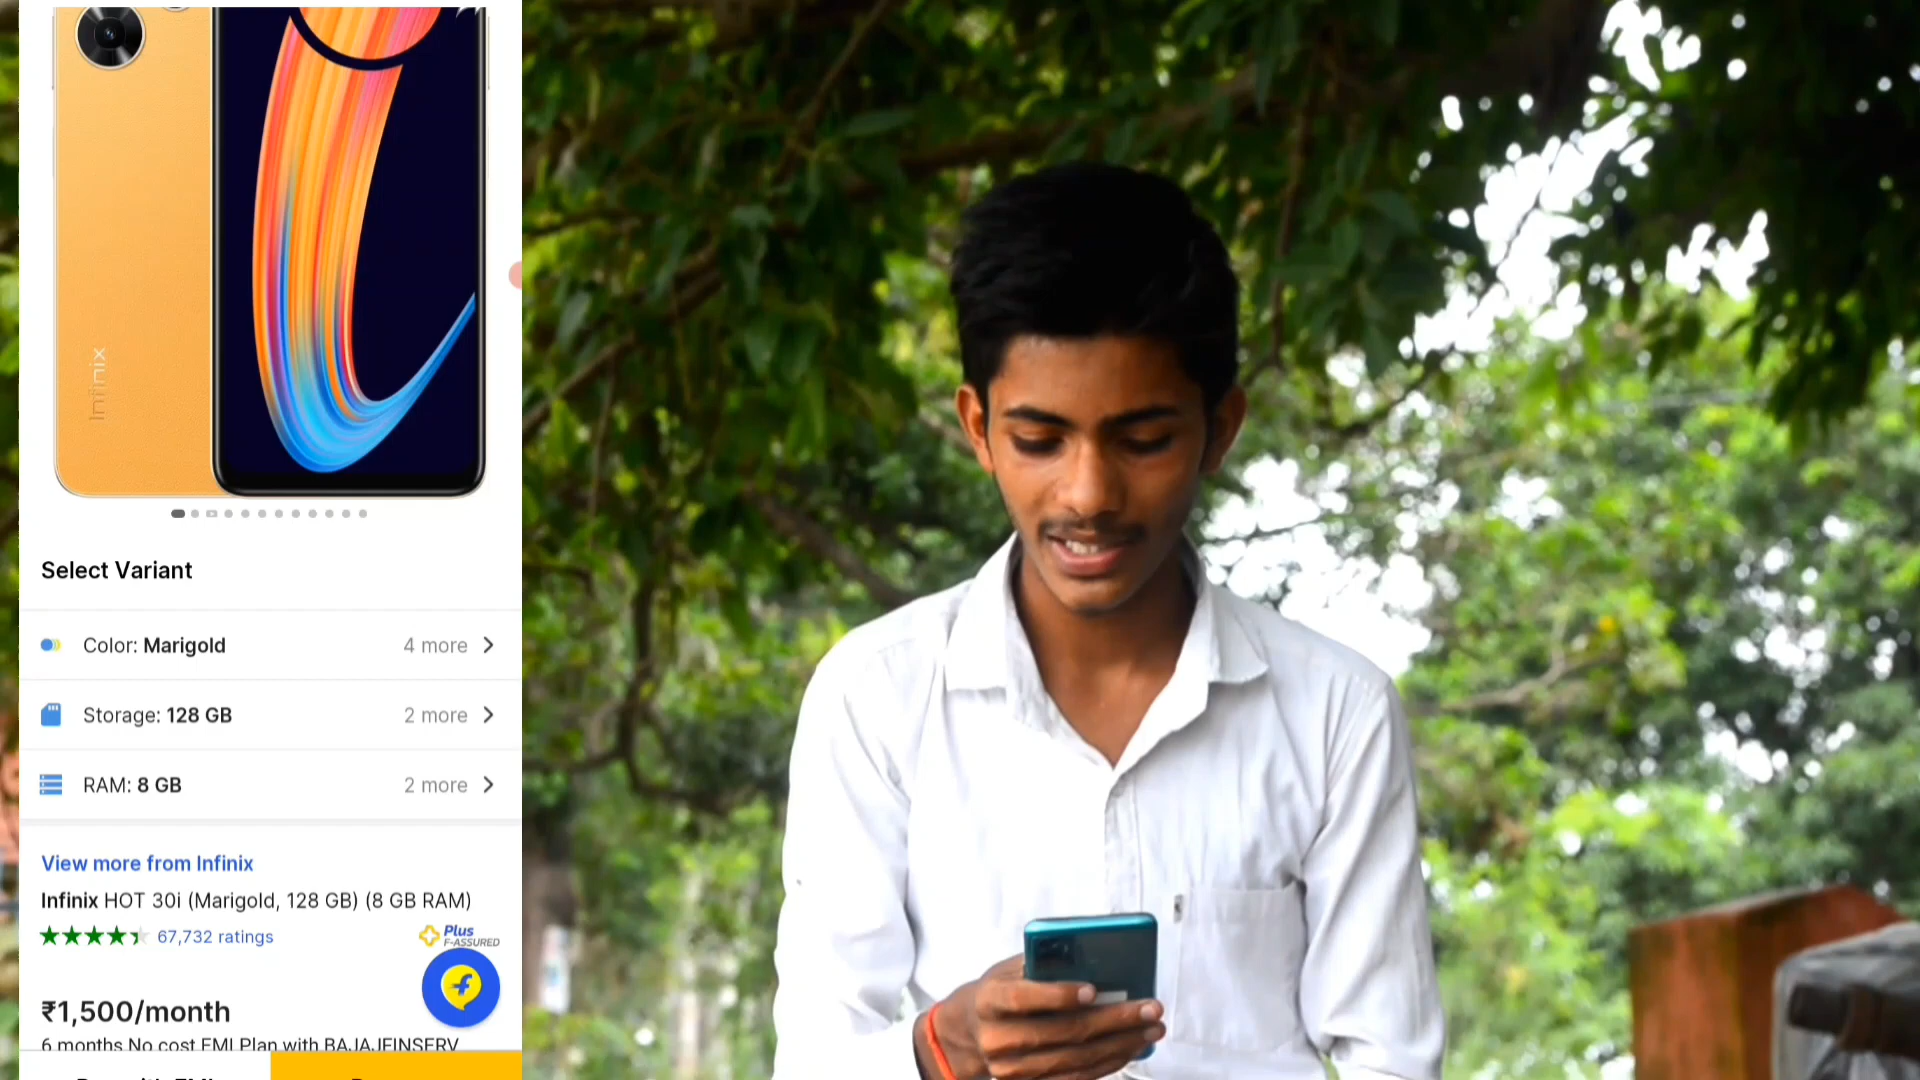 Infinix
Select Variant
Color: Marigold 4 more
Storage: 128 GB 2 more
RAM: 8 GB 2 more
View more from Infinix
Infinix HOT 30i (Marigold, 128 GB) (8 GB RAM)
67,732 ratings
Plus
F-ASSURED
₹1,500/month
6 months No cost EMI Plan with BAJAJFINSERV